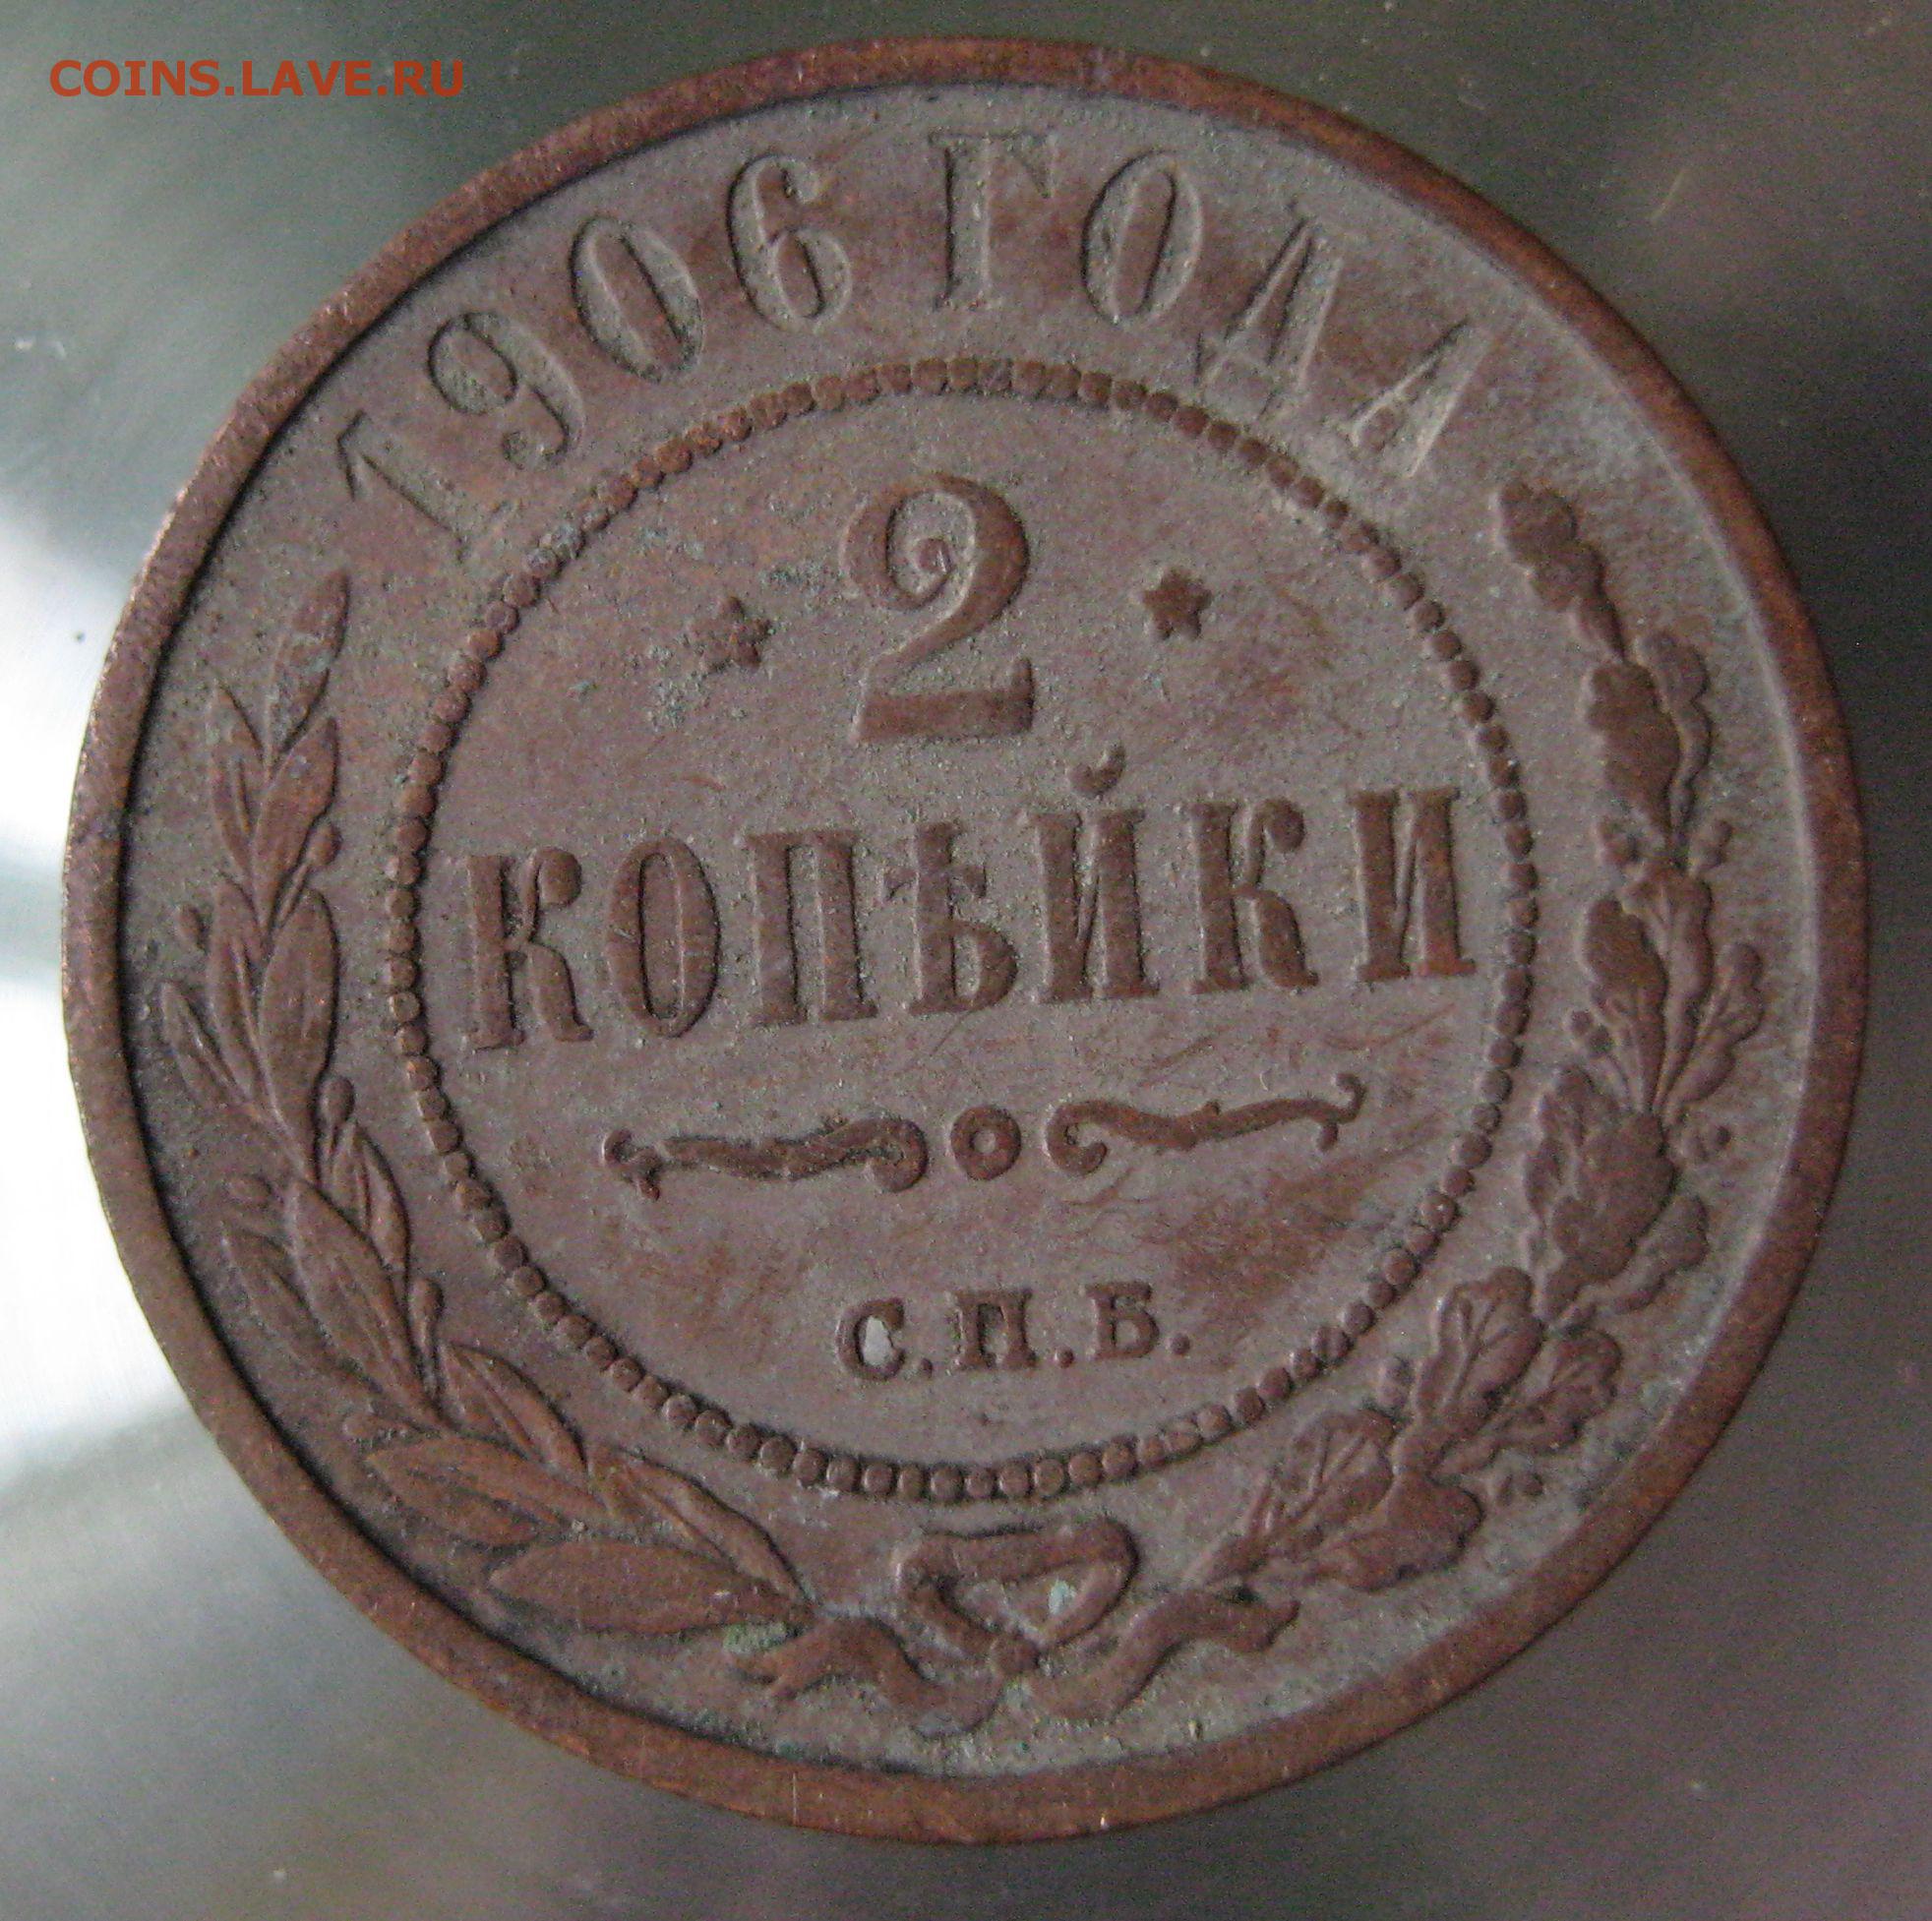 COINS.LAVE.RU
1906 ГОДА
2
КОПѢЙКИ
С.П.Б.